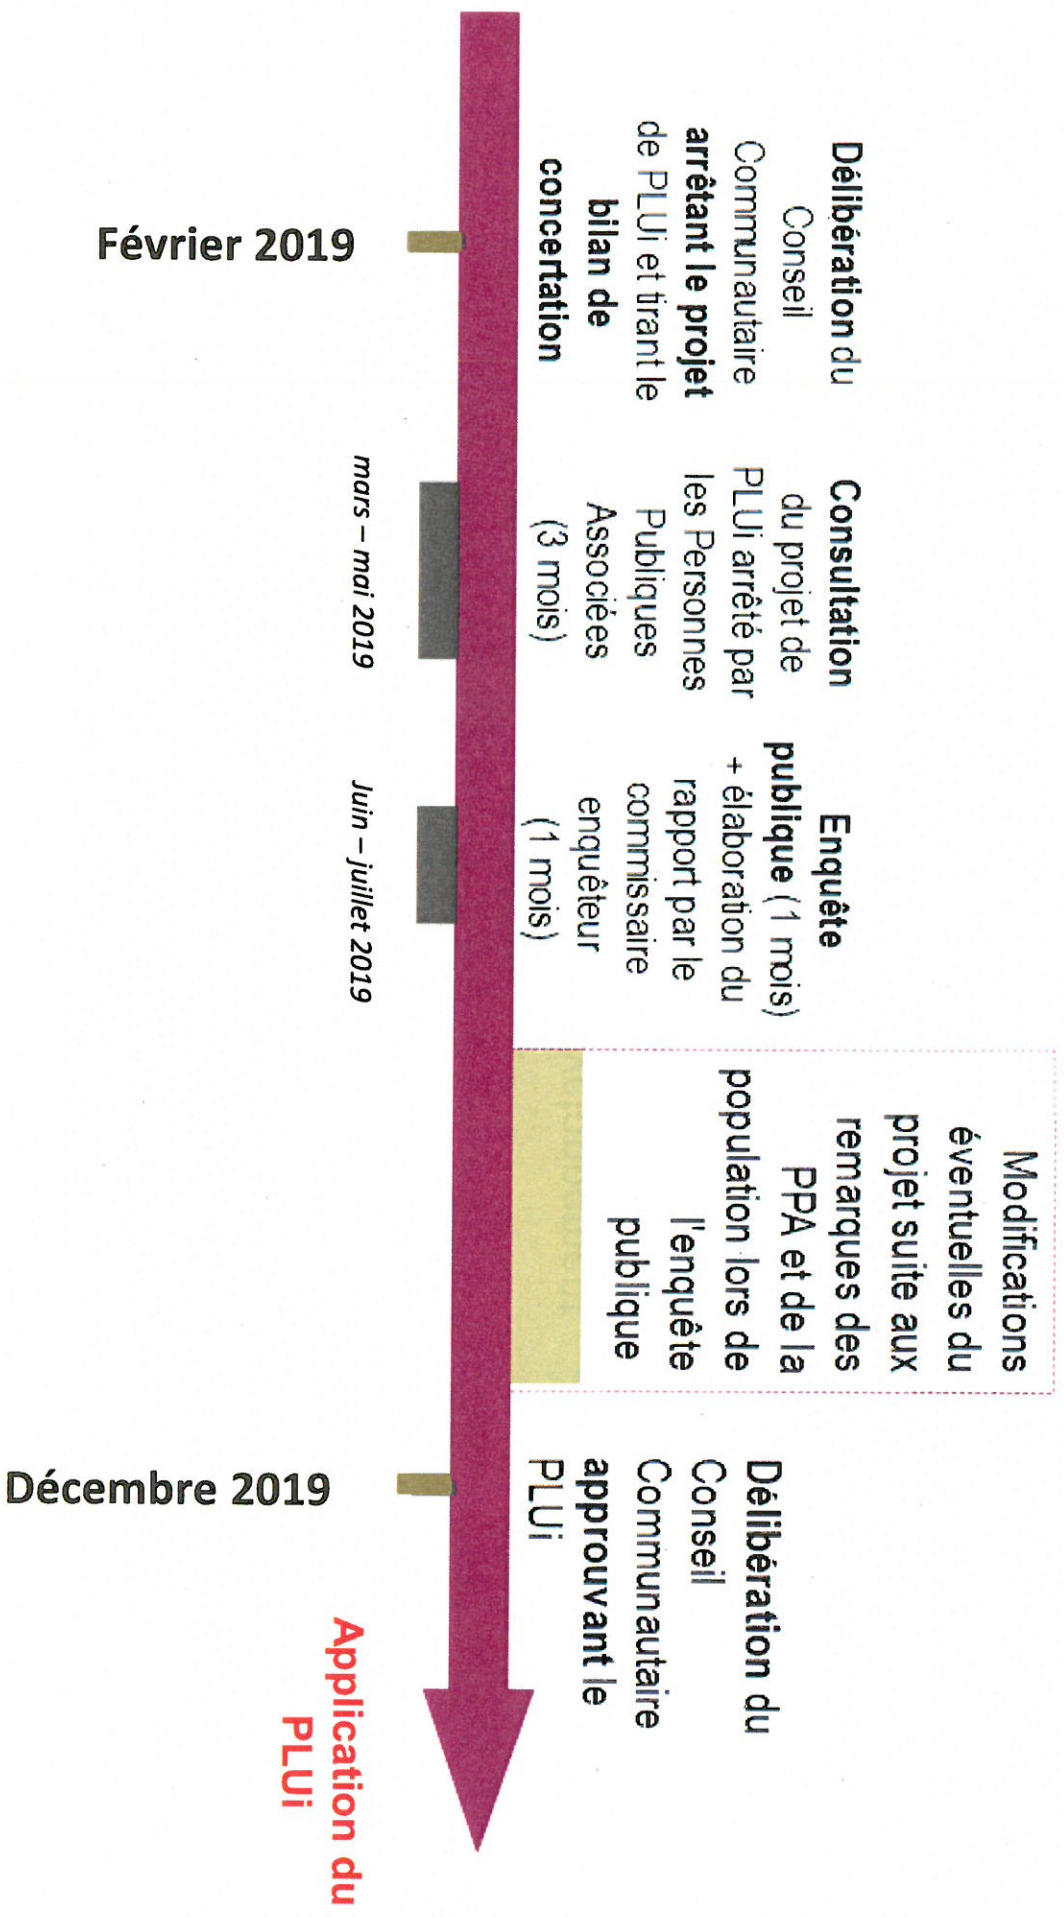 Délibération du
Conseil
Communautaire
arrêtant le projet
de PLUi et tirant le
bilan de
concertation
Février 2019
Consultation
du projet de
PLUi arrêté par
les Personnes
Publiques
Associées
(3 mois)
mars – mai 2019
Enquête
publique (1 mois)
+ élaboration du
rapport par le
commissaire
enquêteur
(1 mois)
Juin – juillet 2019
Modifications
éventuelles du
projet suite aux
remarques des
PPA et de la
population lors de
l'enquête
publique
Délibération du
Conseil
Communautaire
approuvant le
PLUi
Décembre 2019
Application du
PLUi